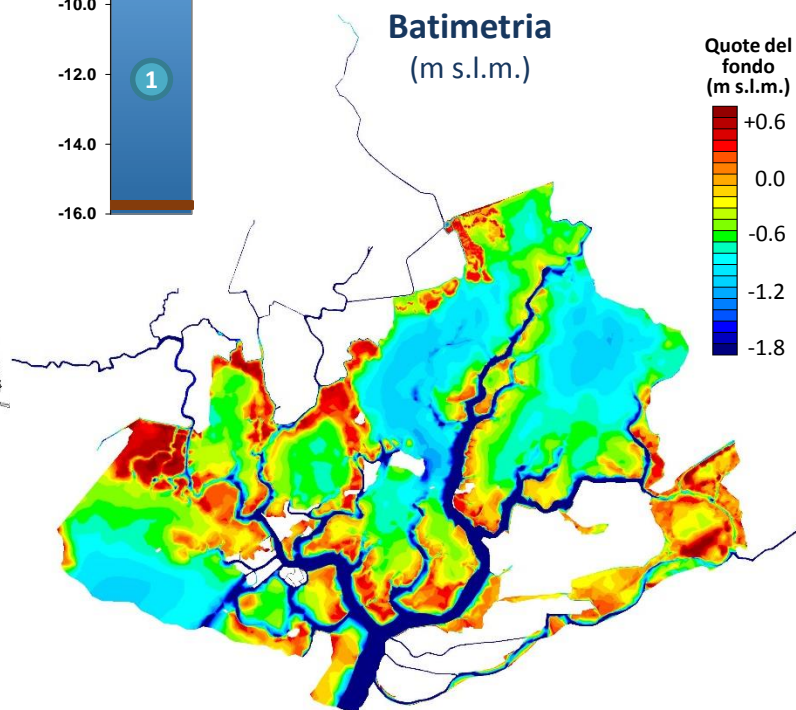 -10.0
-12.0
1
-14.0
-16.0
Batimetria
(m s.l.m.)
Quote del
fondo
(m s.l.m.)
+0.6
0.0
-0.6
-1.2
-1.8